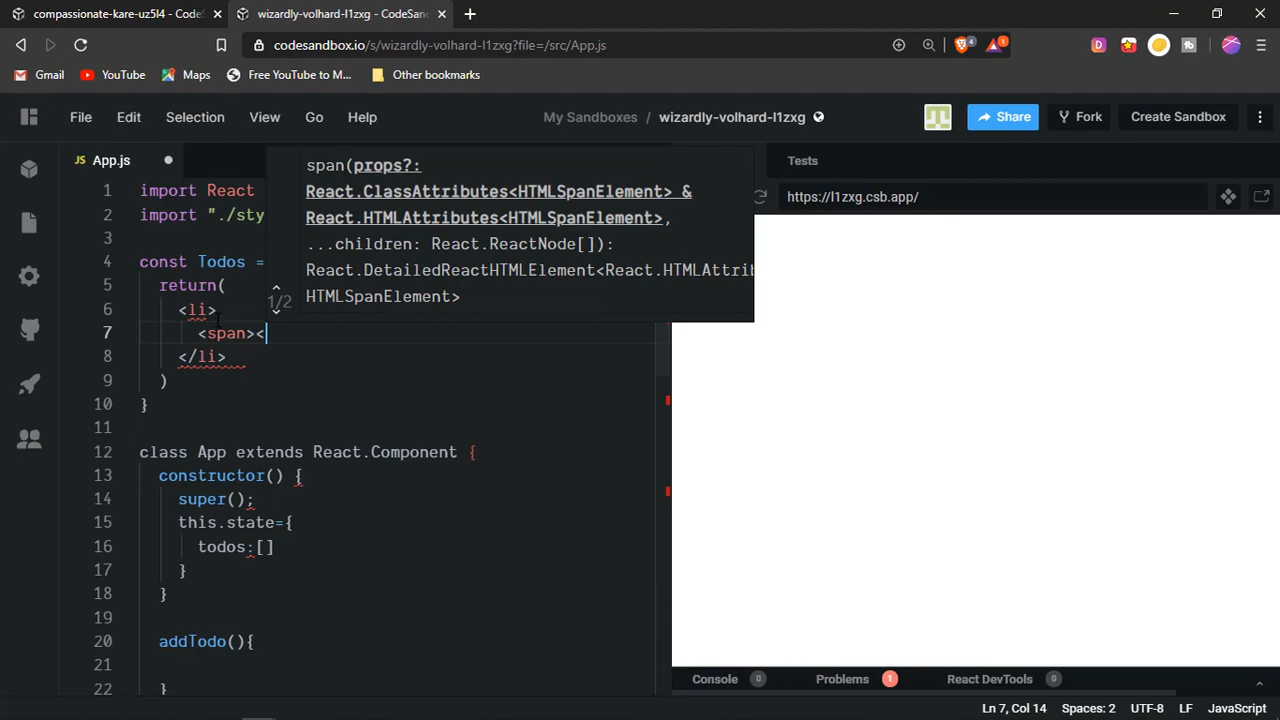 compassionate-kare-uz5l4 - CodeS
wizardly-volhard-l1zxg - CodeSan
codesandbox.io/s/wizardly-volhard-l1zxg?file=/src/App.js
4
1
Gmail
YouTube
Maps
Free YouTube to M...
Other bookmarks
File
Edit
Selection
View
Go
Help
My Sandboxes / wizardly-volhard-l1zxg
Share
Fork
Create Sandbox
JS App.js
Tests
https://l1zxg.csb.app/
span(props?:
React.ClassAttributes<HTMLSpanElement> &
React.HTMLAttributes<HTMLSpanElement>,
...children: React.ReactNode[]):
React.DetailedReactHTMLElement<React.HTMLAttrib
HTMLSpanElement>
1/2
1 import React
2 import "./sty
3
4 const Todos =
5 return(
6 <li>
7 <span><
8 </li>
9 )
10 }
11
12 class App extends React.Component {
13 constructor() {
14 super();
15 this.state={
16 todos:[]
17 }
18 }
19
20 addTodo(){
21
22 }
Console 0
Problems 1
React DevTools 0
Ln 7, Col 14
Spaces: 2
UTF-8
LF
JavaScript